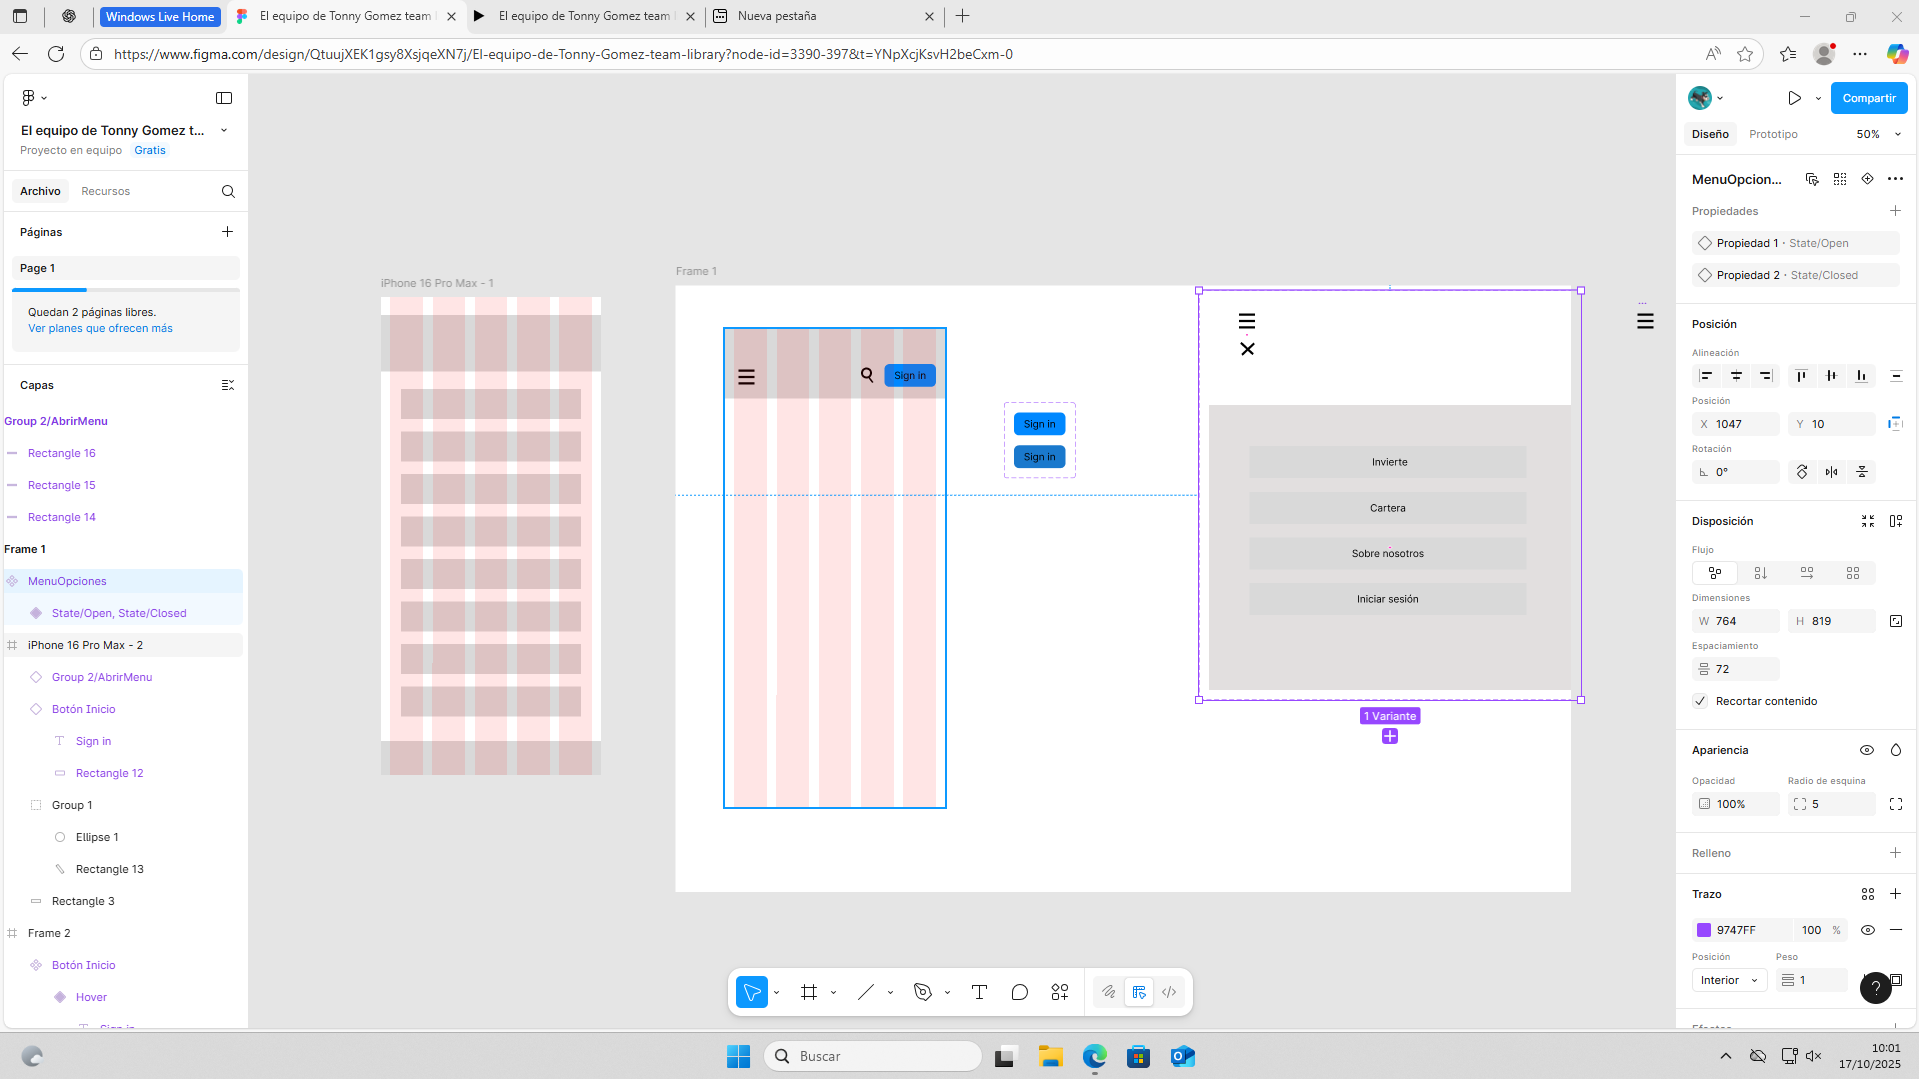 Windows Live Home
El equipo de Tonny Gomez team
El equipo de Tonny Gomez team
Nueva pestaña
https://www.figma.com/design/QtuujXEK1gsy8XsjqeXN7j/El-equipo-de-Tonny-Gomez-team-library?node-id=3390-397&t=YNpXcjKsvH2beCxm-0
El equipo de Tonny Gomez t...
Proyecto en equipo Gratis
Archivo Recursos
Páginas
Page 1
Quedan 2 páginas libres.
Ver planes que ofrecen más
Capas
Group 2/AbrirMenu
Rectangle 16
Rectangle 15
Rectangle 14
Frame 1
MenuOpciones
State/Open, State/Closed
iPhone 16 Pro Max - 2
Group 2/AbrirMenu
Botón Inicio
Sign in
Rectangle 12
Group 1
Ellipse 1
Rectangle 13
Rectangle 3
Frame 2
Botón Inicio
Hover
Sign in
iPhone 16 Pro Max - 1
Frame 1
Sign in
Sign in
Sign in
Invierte
Cartera
Sobre nosotros
Iniciar sesión
1 Variante
...
Compartir
Diseño Prototipo 50%
MenuOpcion...
Propiedades
Propiedad 1 · State/Open
Propiedad 2 · State/Closed
Posición
Alineación
Posición
X 1047 Y 10
Rotación
0°
Disposición
Flujo
Dimensiones
W 764 H 819
Espaciamiento
72
Recortar contenido
Apariencia
Opacidad Radio de esquina
100% 5
Relleno
Trazo
9747FF 100 %
Posición Peso
Interior 1
?
Efectos
Buscar
10:01
17/10/2025